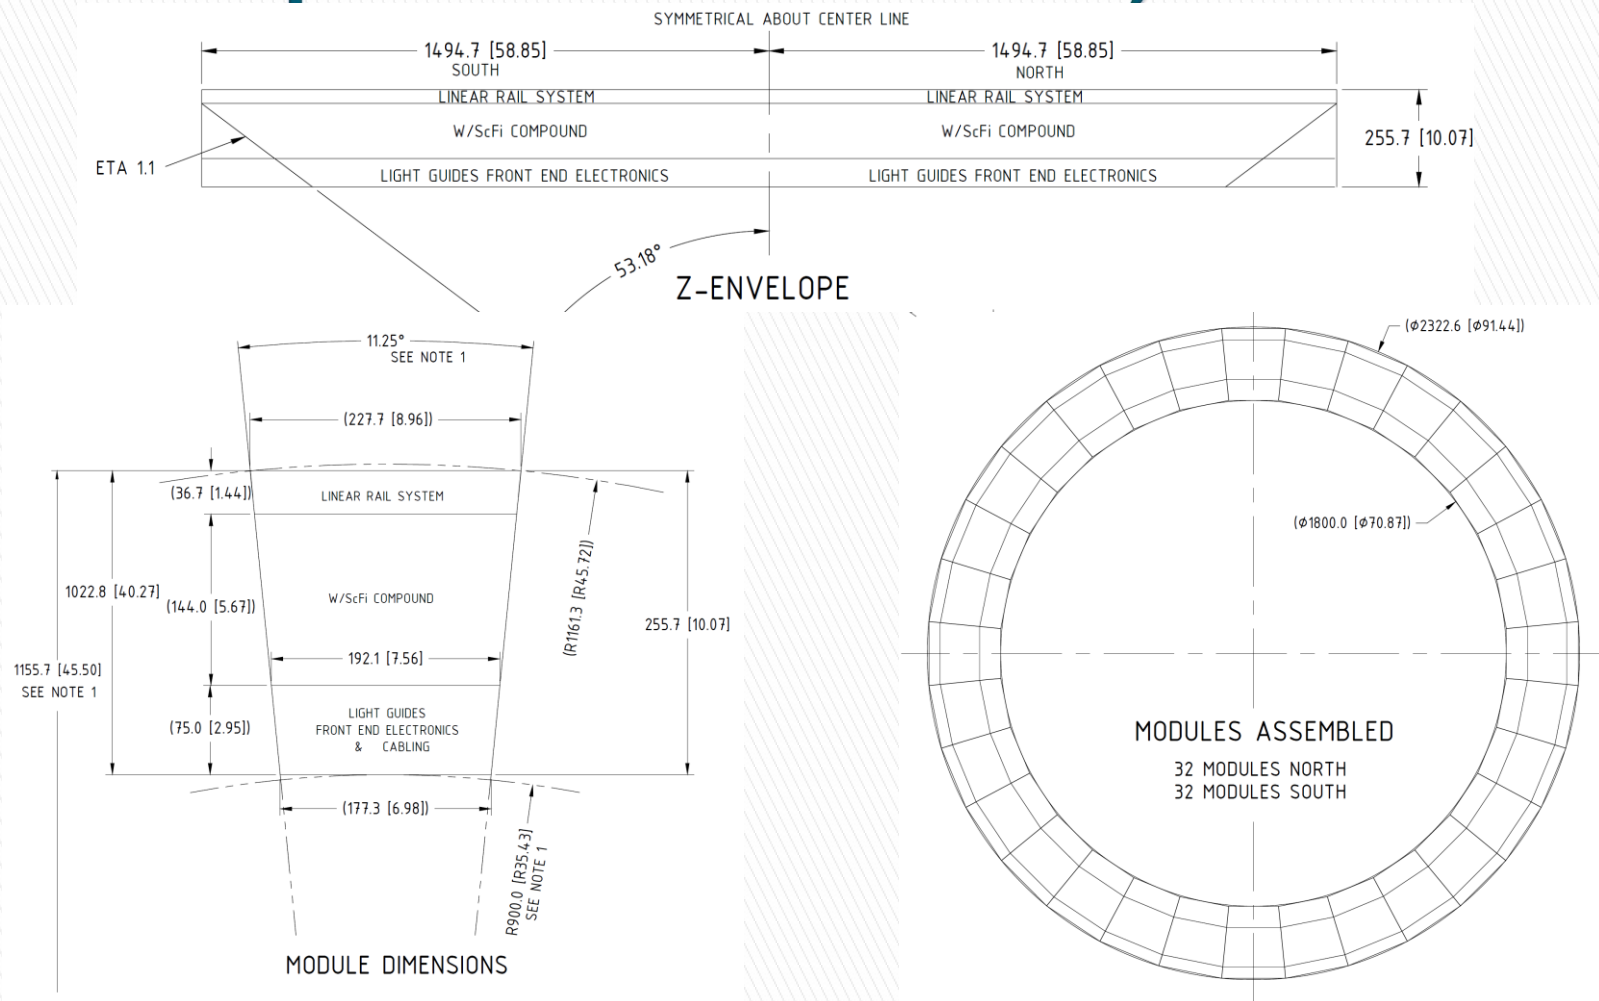 SYMMETRICAL ABOUT CENTER LINE
1494.7 [58.85]
SOUTH
1494.7 [58.85]
NORTH
LINEAR RAIL SYSTEM
LINEAR RAIL SYSTEM
W/ScFi COMPOUND
W/ScFi COMPOUND
255.7 [10.07]
ETA 1.1
LIGHT GUIDES FRONT END ELECTRONICS
LIGHT GUIDES FRONT END ELECTRONICS
53.18°
Z-ENVELOPE
11.25°
SEE NOTE 1
(227.7 [8.96])
(36.7 [1.44])
LINEAR RAIL SYSTEM
1022.8 [40.27]
(144.0 [5.67])
W/ScFi COMPOUND
(R1161.3 [R45.72])
255.7 [10.07]
192.1 [7.56]
1155.7 [45.50]
SEE NOTE 1
(75.0 [2.95])
LIGHT GUIDES
FRONT END ELECTRONICS
& CABLING
(177.3 [6.98])
R900.0 [R35.43]
SEE NOTE 1
MODULE DIMENSIONS
(ø2322.6 [ø91.44])
(ø1800.0 [ø70.87])
MODULES ASSEMBLED
32 MODULES NORTH
32 MODULES SOUTH